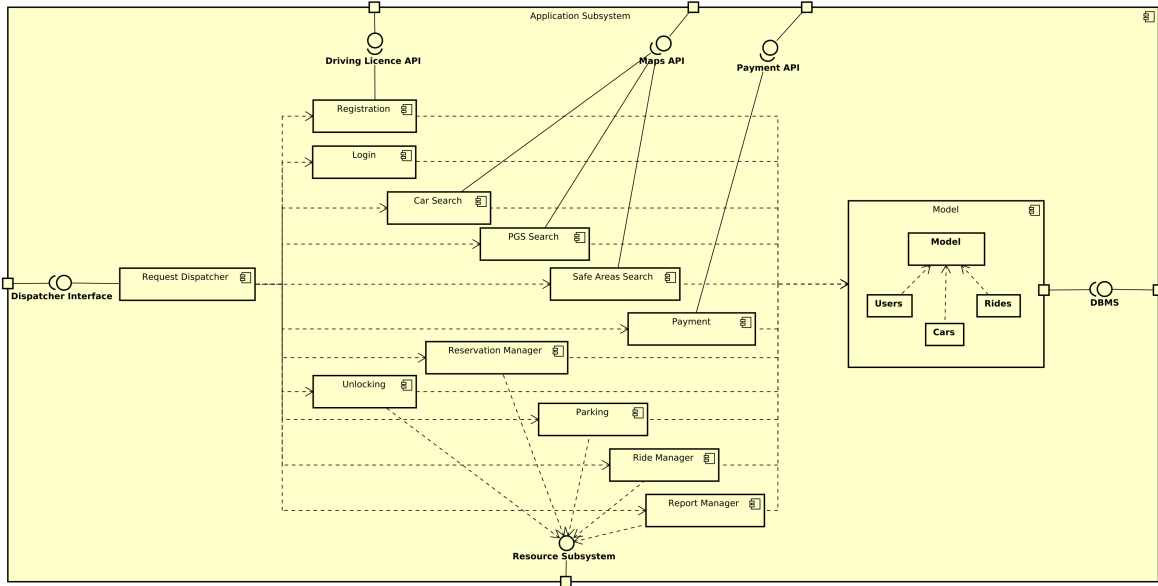 Application Subsystem
Driving Licence API
Maps API
Payment API
Registration
Login
Car Search
PGS Search
Safe Areas Search
Request Dispatcher
Dispatcher Interface
Payment
Reservation Manager
Unlocking
Parking
Ride Manager
Report Manager
Resource Subsystem
Model
Model
Users
Rides
Cars
DBMS